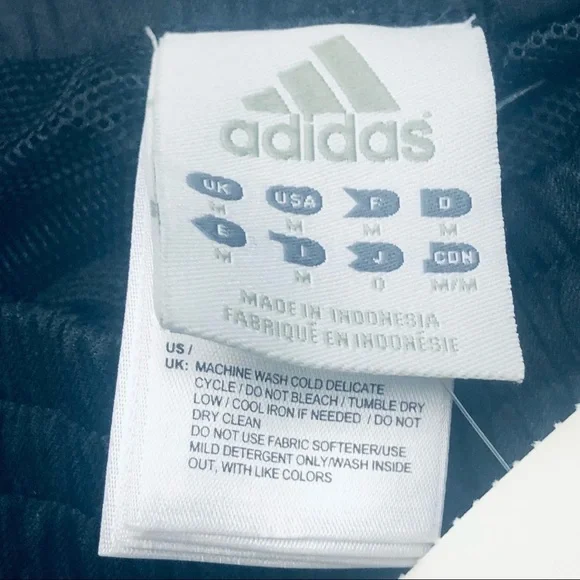 adidas
UK USA F D
M M M M
E I J CDN
M M O M/M
MADE IN INDONESIA
FABRIQUÉ EN INDONÉSIE
US /
UK: MACHINE WASH COLD DELICATE
CYCLE / DO NOT BLEACH / TUMBLE DRY
LOW / COOL IRON IF NEEDED / DO NOT
DRY CLEAN
DO NOT USE FABRIC SOFTENER/USE
MILD DETERGENT ONLY/WASH INSIDE
OUT, WITH LIKE COLORS